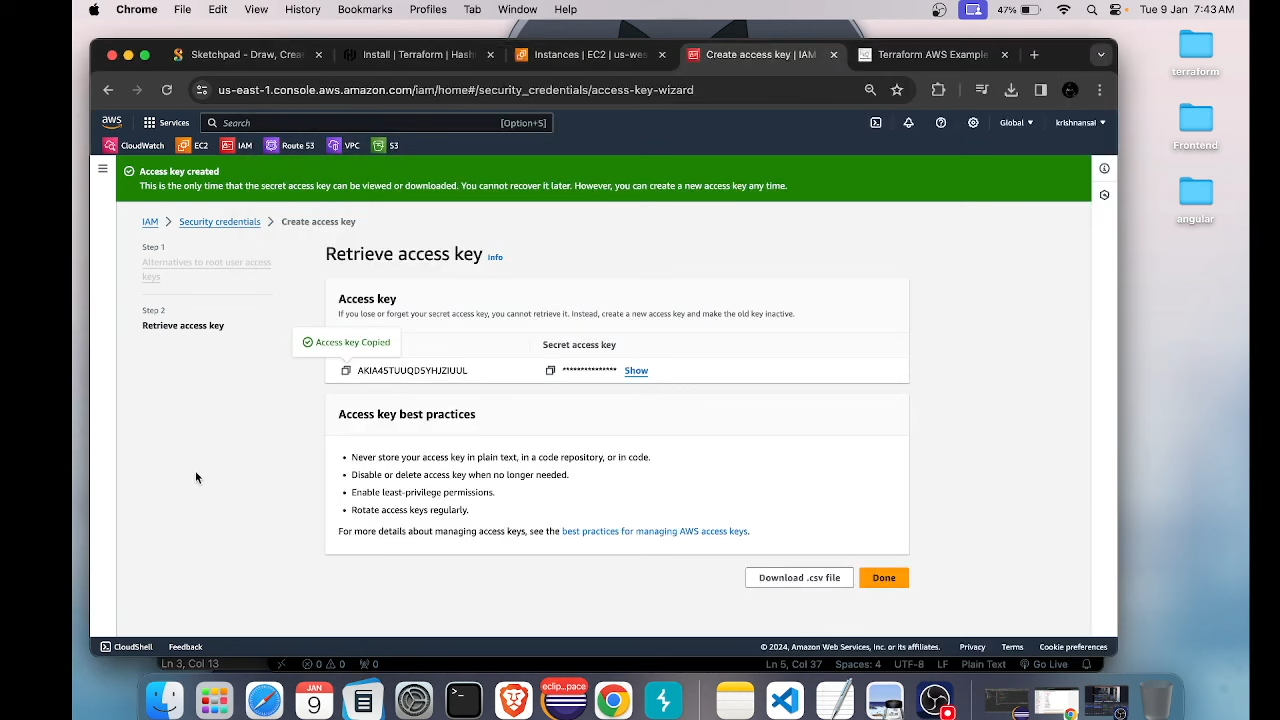 Chrome File Edit View History Bookmarks Profiles Tab Window Help 47% Tue 9 Jan 7:43 AM
Sketchpad - Draw, Crea Install | Terraform | Hash Instances | EC2 | us-wes Create access key | IAM Terraform AWS Example
us-east-1.console.aws.amazon.com/iam/home#/security_credentials/access-key-wizard
aws Services Search [Option+S] Global krishnansai
CloudWatch EC2 IAM Route 53 VPC S3
Access key created
This is the only time that the secret access key can be viewed or downloaded. You cannot recover it later. However, you can create a new access key any time.
IAM > Security credentials > Create access key
Step 1
Alternatives to root user access
keys
Step 2
Retrieve access key
Retrieve access key Info
Access key
If you lose or forget your secret access key, you cannot retrieve it. Instead, create a new access key and make the old key inactive.
Access key Copied
Secret access key
AKIA45TUUQD5YHJZIUUL *************** Show
Access key best practices
• Never store your access key in plain text, in a code repository, or in code.
• Disable or delete access key when no longer needed.
• Enable least-privilege permissions.
• Rotate access keys regularly.
For more details about managing access keys, see the best practices for managing AWS access keys.
Download .csv file Done
CloudShell Feedback © 2024, Amazon Web Services, Inc. or its affiliates. Privacy Terms Cookie preferences
Ln 3, Col 13 0 0 0 Ln 5, Col 37 Spaces: 4 UTF-8 LF Plain Text Go Live
terraform
Frontend
angular
JAN
9
eclip...pace